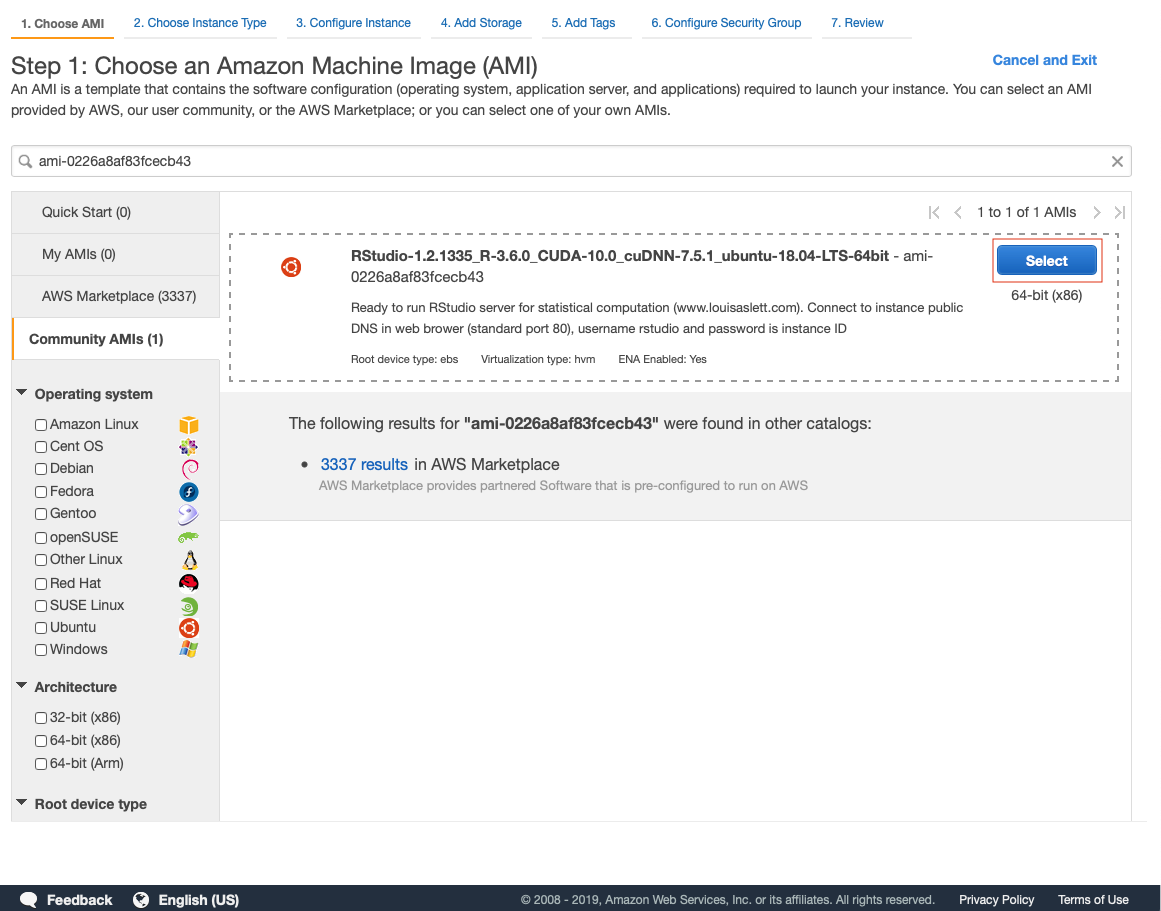 1. Choose AMI 2. Choose Instance Type 3. Configure Instance 4. Add Storage 5. Add Tags 6. Configure Security Group 7. Review
Step 1: Choose an Amazon Machine Image (AMI)
Cancel and Exit
An AMI is a template that contains the software configuration (operating system, application server, and applications) required to launch your instance. You can select an AMI
provided by AWS, our user community, or the AWS Marketplace; or you can select one of your own AMIs.
ami-0226a8af83fcecb43
Quick Start (0)
My AMIs (0)
AWS Marketplace (3337)
Community AMIs (1)
Operating system
Amazon Linux
Cent OS
Debian
Fedora
Gentoo
openSUSE
Other Linux
Red Hat
SUSE Linux
Ubuntu
Windows
Architecture
32-bit (x86)
64-bit (x86)
64-bit (Arm)
Root device type
1 to 1 of 1 AMIs
RStudio-1.2.1335_R-3.6.0_CUDA-10.0_cuDNN-7.5.1_ubuntu-18.04-LTS-64bit - ami-
0226a8af83fcecb43
Ready to run RStudio server for statistical computation (www.louisaslett.com). Connect to instance public
DNS in web brower (standard port 80), username rstudio and password is instance ID
Root device type: ebs Virtualization type: hvm ENA Enabled: Yes
Select
64-bit (x86)
The following results for "ami-0226a8af83fcecb43" were found in other catalogs:
3337 results in AWS Marketplace
AWS Marketplace provides partnered Software that is pre-configured to run on AWS
Feedback English (US) © 2008 - 2019, Amazon Web Services, Inc. or its affiliates. All rights reserved. Privacy Policy Terms of Use